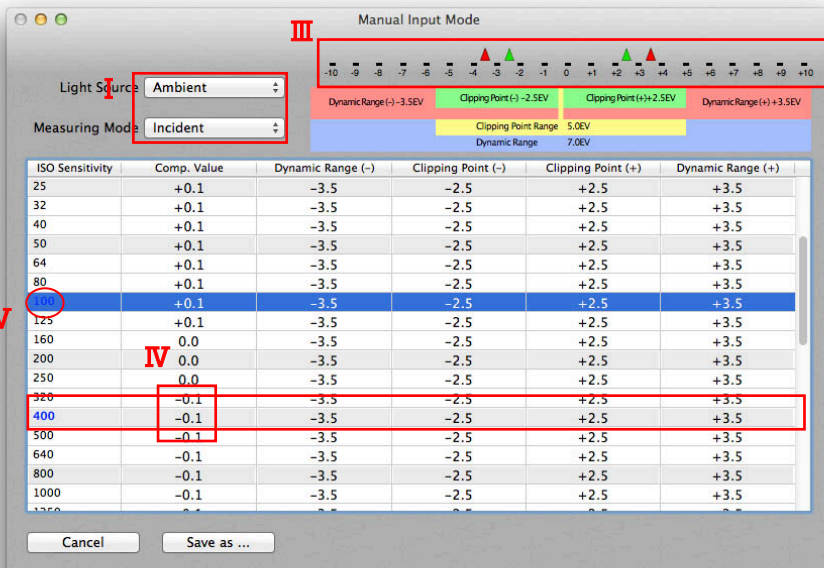 Manual Input Mode
III
-10 -9 -8 -7 -6 -5 -4 -3 -2 -1 0 +1 +2 +3 +4 +5 +6 +7 +8 +9 +10
Light Source Ambient
I
Dynamic Range (-) -3.5EV Clipping Point (-) -2.5EV Clipping Point (+)+2.5EV Dynamic Range (+) +3.5EV
Measuring Mode Incident
Clipping Point Range 5.0EV
Dynamic Range 7.0EV
ISO Sensitivity Comp. Value Dynamic Range (-) Clipping Point (-) Clipping Point (+) Dynamic Range (+)
25 +0.1 -3.5 -2.5 +2.5 +3.5
32 +0.1 -3.5 -2.5 +2.5 +3.5
40 +0.1 -3.5 -2.5 +2.5 +3.5
50 +0.1 -3.5 -2.5 +2.5 +3.5
64 +0.1 -3.5 -2.5 +2.5 +3.5
80 +0.1 -3.5 -2.5 +2.5 +3.5
100 +0.1 -3.5 -2.5 +2.5 +3.5
125 +0.1 -3.5 -2.5 +2.5 +3.5
160 0.0 -3.5 -2.5 +2.5 +3.5
IV
200 0.0 -3.5 -2.5 +2.5 +3.5
250 0.0 -3.5 -2.5 +2.5 +3.5
320 -0.1 -3.5 -2.5 +2.5 +3.5
400 -0.1 -3.5 -2.5 +2.5 +3.5
500 -0.1 -3.5 -2.5 +2.5 +3.5
640 -0.1 -3.5 -2.5 +2.5 +3.5
800 -0.1 -3.5 -2.5 +2.5 +3.5
1000 -0.1 -3.5 -2.5 +2.5 +3.5
Cancel Save as ...